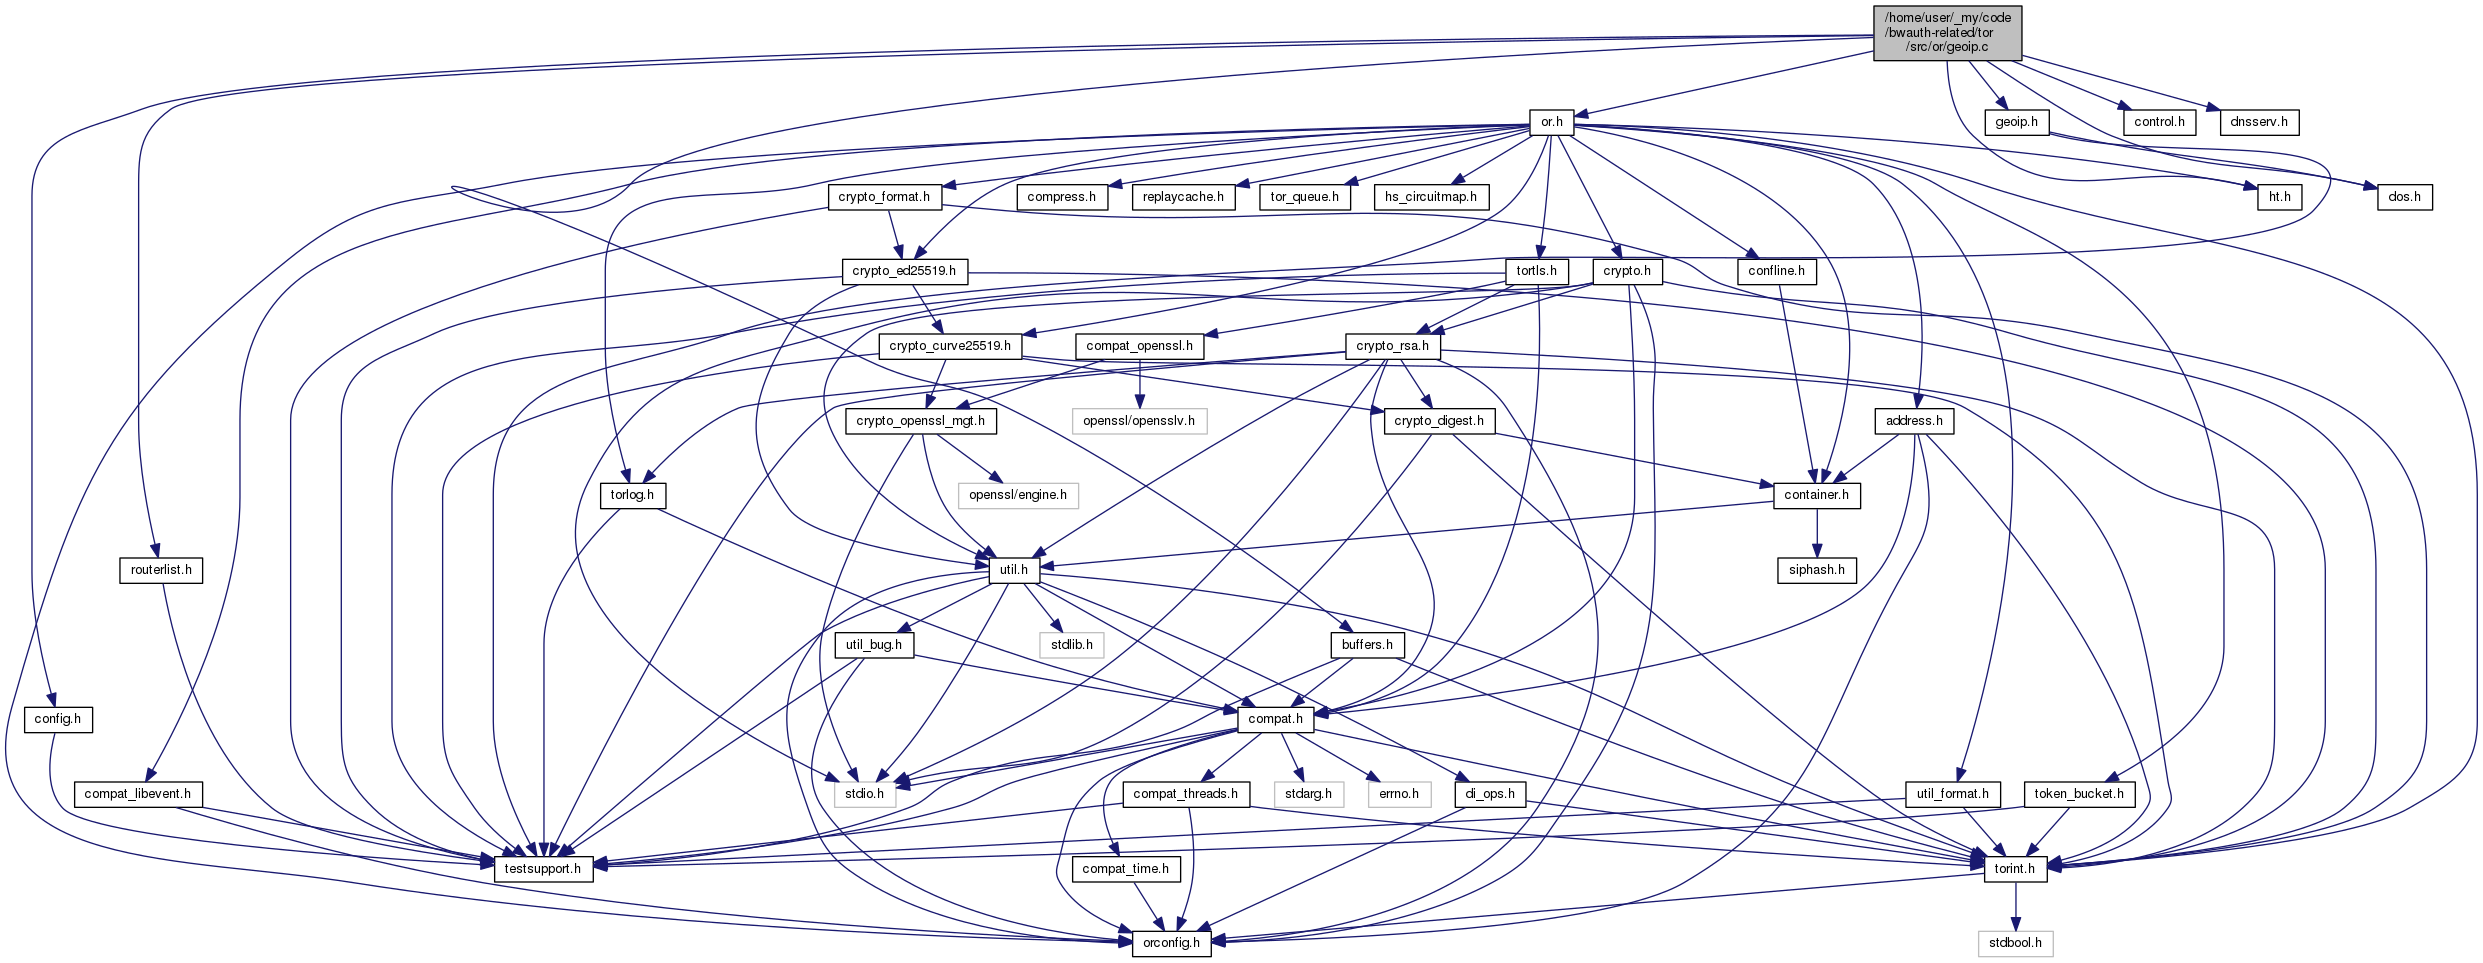 /home/user/_my/code
/bwauth-related/tor
/src/or/geoip.c
or.h
geoip.h
control.h
dnsserv.h
crypto_format.h
compress.h
replaycache.h
tor_queue.h
hs_circuitmap.h
ht.h
dos.h
crypto_ed25519.h
tortls.h
crypto.h
confline.h
crypto_curve25519.h
compat_openssl.h
crypto_rsa.h
crypto_openssl_mgt.h
openssl/opensslv.h
crypto_digest.h
address.h
torlog.h
openssl/engine.h
container.h
routerlist.h
util.h
siphash.h
util_bug.h
stdlib.h
buffers.h
config.h
compat.h
compat_libevent.h
stdio.h
compat_threads.h
stdarg.h
errno.h
di_ops.h
util_format.h
token_bucket.h
testsupport.h
compat_time.h
torint.h
orconfig.h
stdbool.h